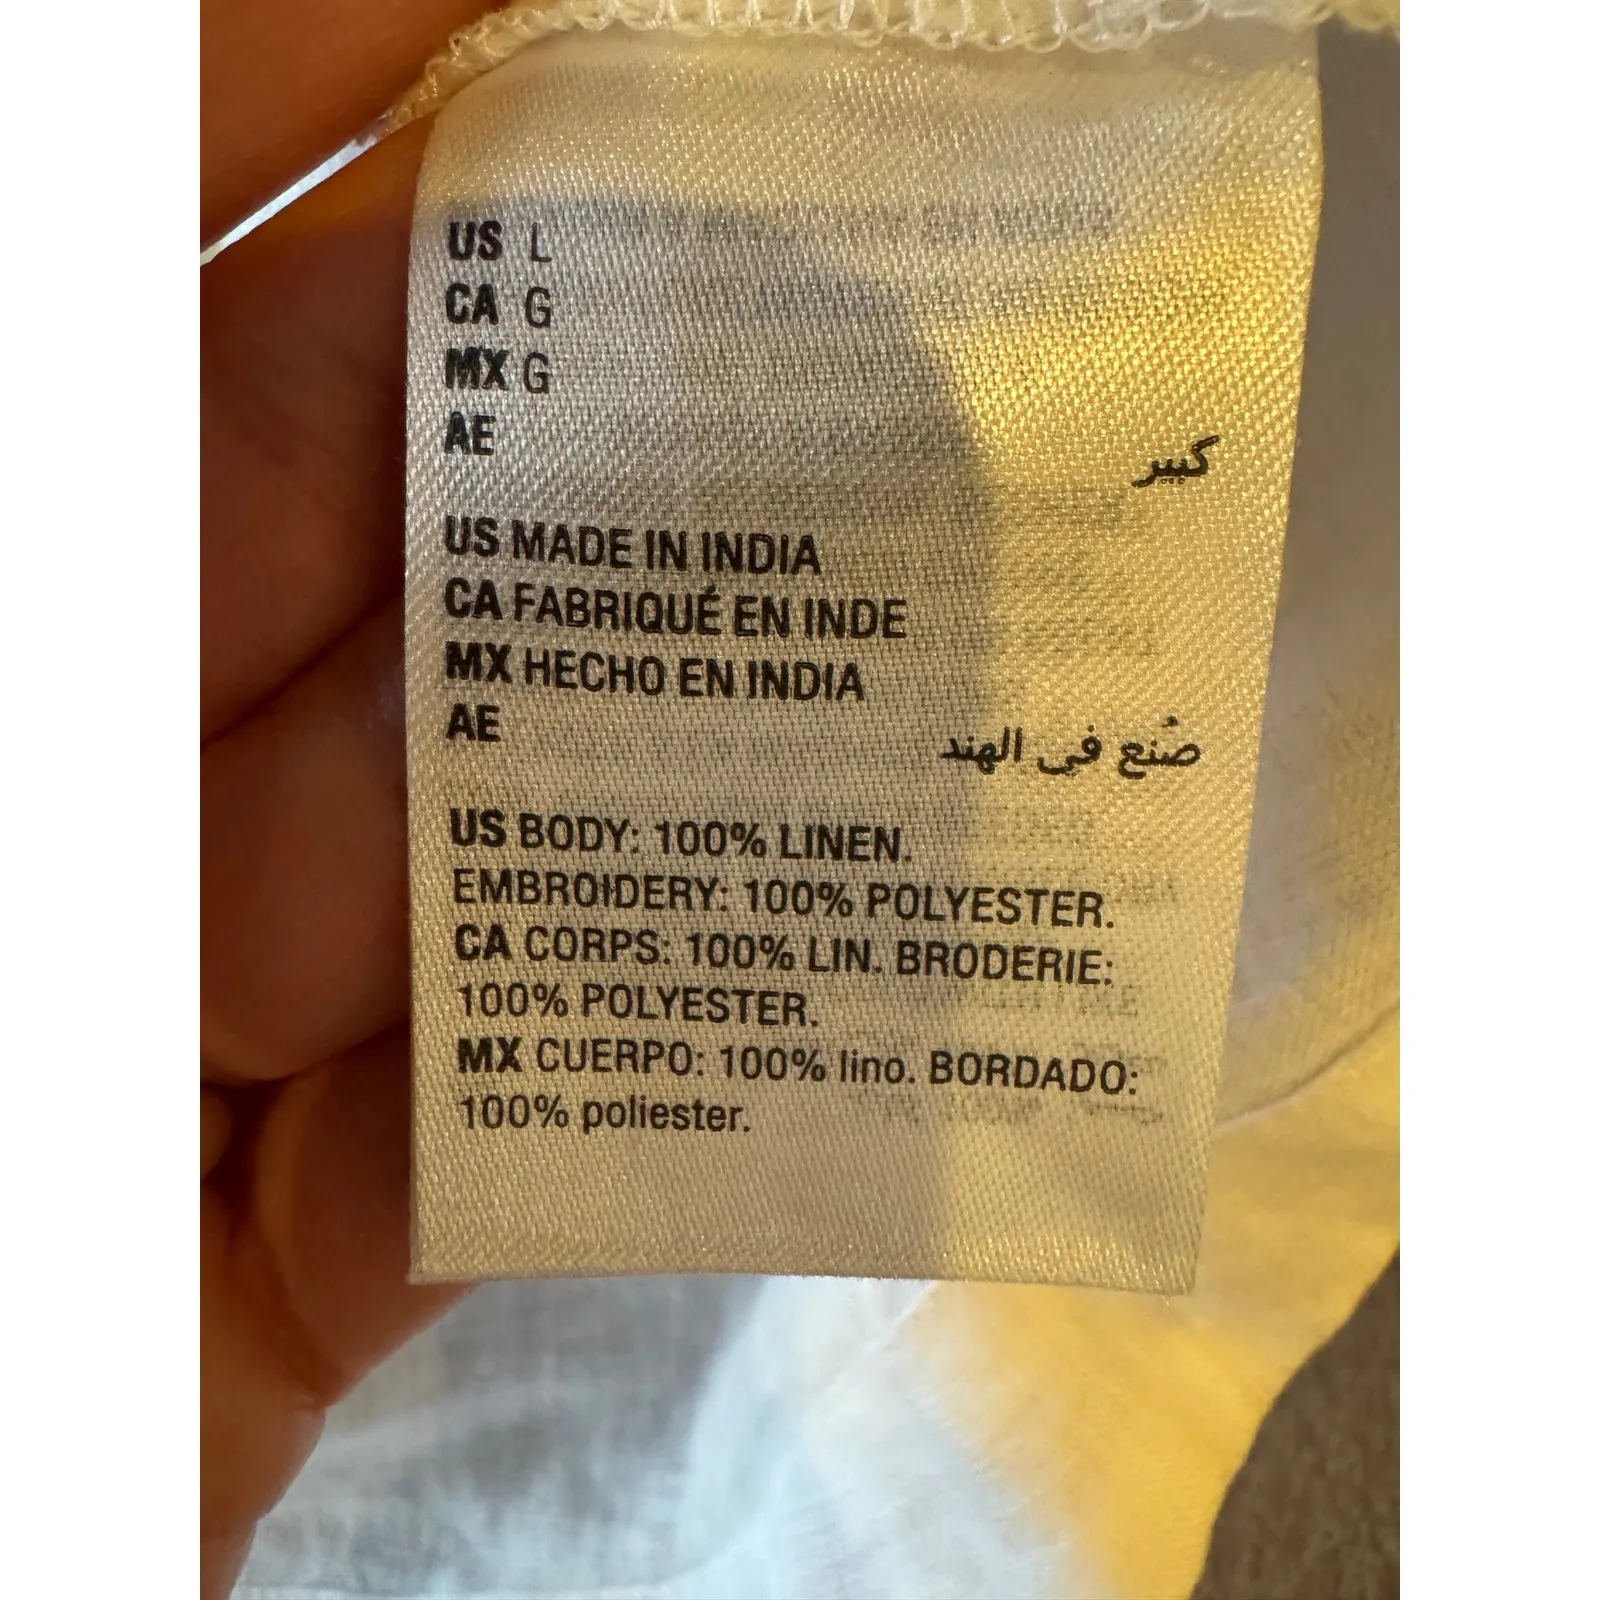 US L
CA G
MX G
AE كبير
US MADE IN INDIA
CA FABRIQUÉ EN INDE
MX HECHO EN INDIA
AE صُنع في الهند
US BODY: 100% LINEN.
EMBROIDERY: 100% POLYESTER.
CA CORPS: 100% LIN. BRODERIE:
100% POLYESTER.
MX CUERPO: 100% lino. BORDADO:
100% poliester.